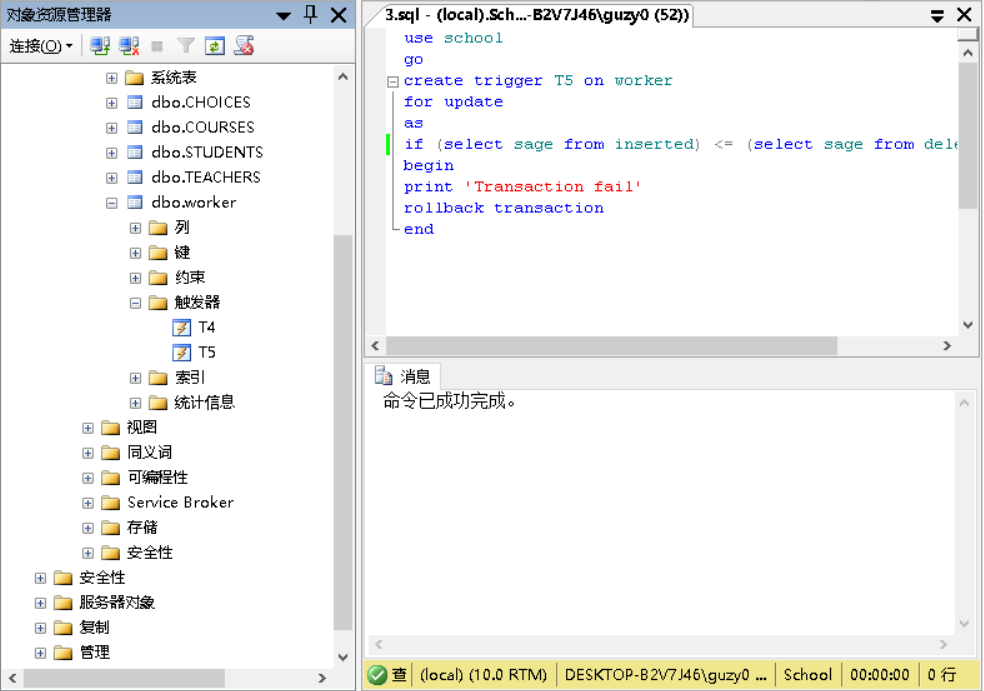 对象资源管理器
连接(O)
系统表
dbo.CHOICES
dbo.COURSES
dbo.STUDENTS
dbo.TEACHERS
dbo.worker
列
键
约束
触发器
T4
T5
索引
统计信息
视图
同义词
可编程性
Service Broker
存储
安全性
安全性
服务器对象
复制
管理
3.sql - (local).Sch...-B2V7J46\guzy0 (52))
use school
go
create trigger T5 on worker
for update
as
if (select sage from inserted) <= (select sage from dele
begin
print 'Transaction fail'
rollback transaction
end
消息
命令已成功完成。
查 (local) (10.0 RTM) DESKTOP-B2V7J46\guzy0 ... School 00:00:00 0 行